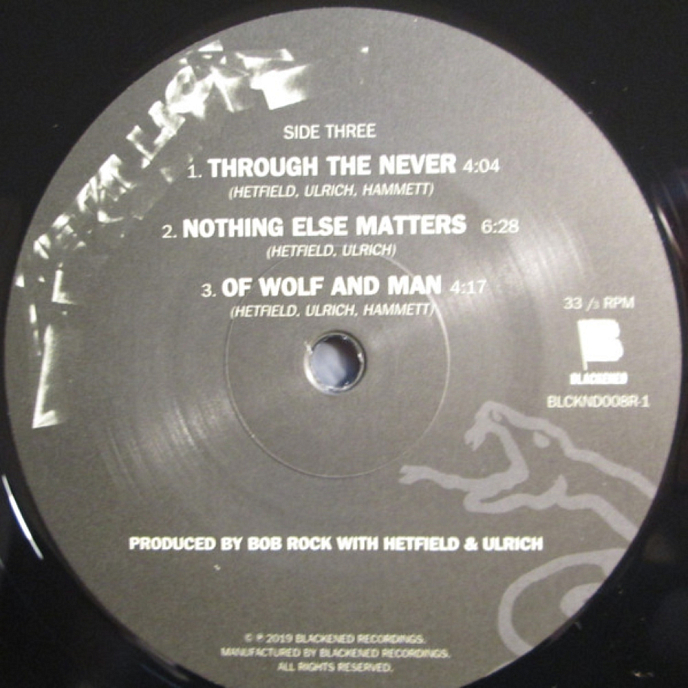 SIDE THREE
1. THROUGH THE NEVER 4:04
(HETFIELD, ULRICH, HAMMETT)
2. NOTHING ELSE MATTERS 6:28
(HETFIELD, ULRICH)
3. OF WOLF AND MAN 4:17
(HETFIELD, ULRICH, HAMMETT)
33 /3 RPM
B
BLACKENED
BLCKND008R-1
PRODUCED BY BOB ROCK WITH HETFIELD & ULRICH
© ℗ 2019 BLACKENED RECORDINGS.
MANUFACTURED BY BLACKENED RECORDINGS.
ALL RIGHTS RESERVED.